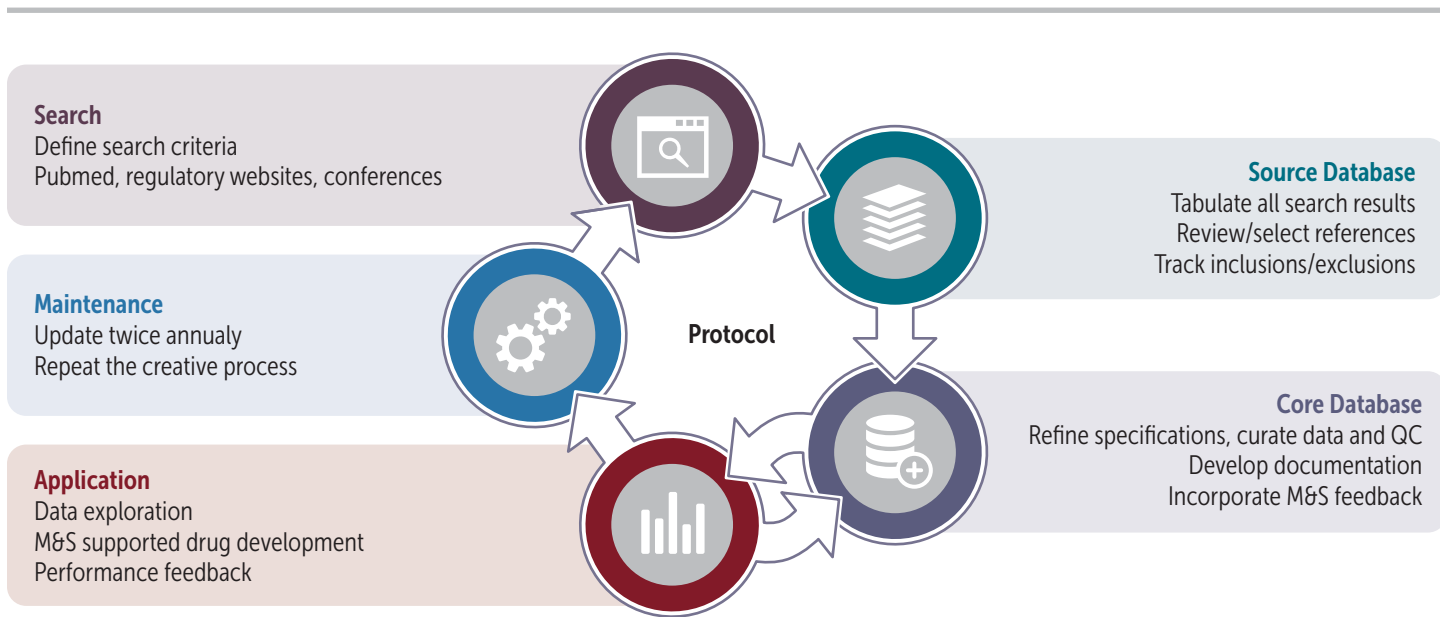 Search
Define search criteria
Pubmed, regulatory websites, conferences
Source Database
Tabulate all search results
Review/select references
Track inclusions/exclusions
Maintenance
Update twice annualy
Repeat the creative process
Protocol
Core Database
Refine specifications, curate data and QC
Develop documentation
Incorporate M&S feedback
Application
Data exploration
M&S supported drug development
Performance feedback